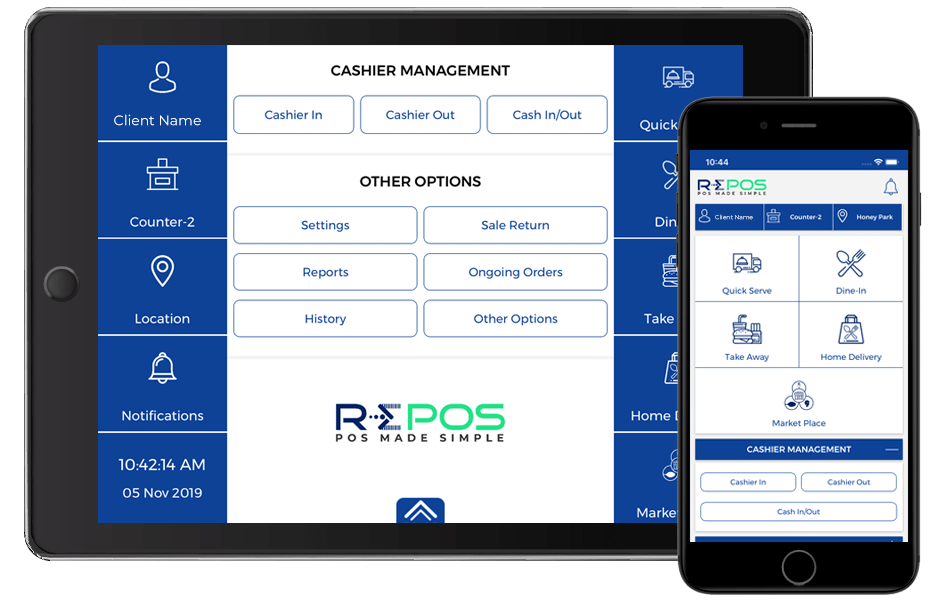 Client Name
Counter-2
Location
Notifications
10:42:14 AM
05 Nov 2019
CASHIER MANAGEMENT
Cashier In
Cashier Out
Cash In/Out
OTHER OPTIONS
Settings
Sale Return
Reports
Ongoing Orders
History
Other Options
REPOS
POS MADE SIMPLE
Quick
Din
Take
Home
Market
10:44
REPOS
POS MADE SIMPLE
Client Name
Counter-2
Honey Park
Quick Serve
Dine-In
Take Away
Home Delivery
Market Place
CASHIER MANAGEMENT
Cashier In
Cashier Out
Cash In/Out